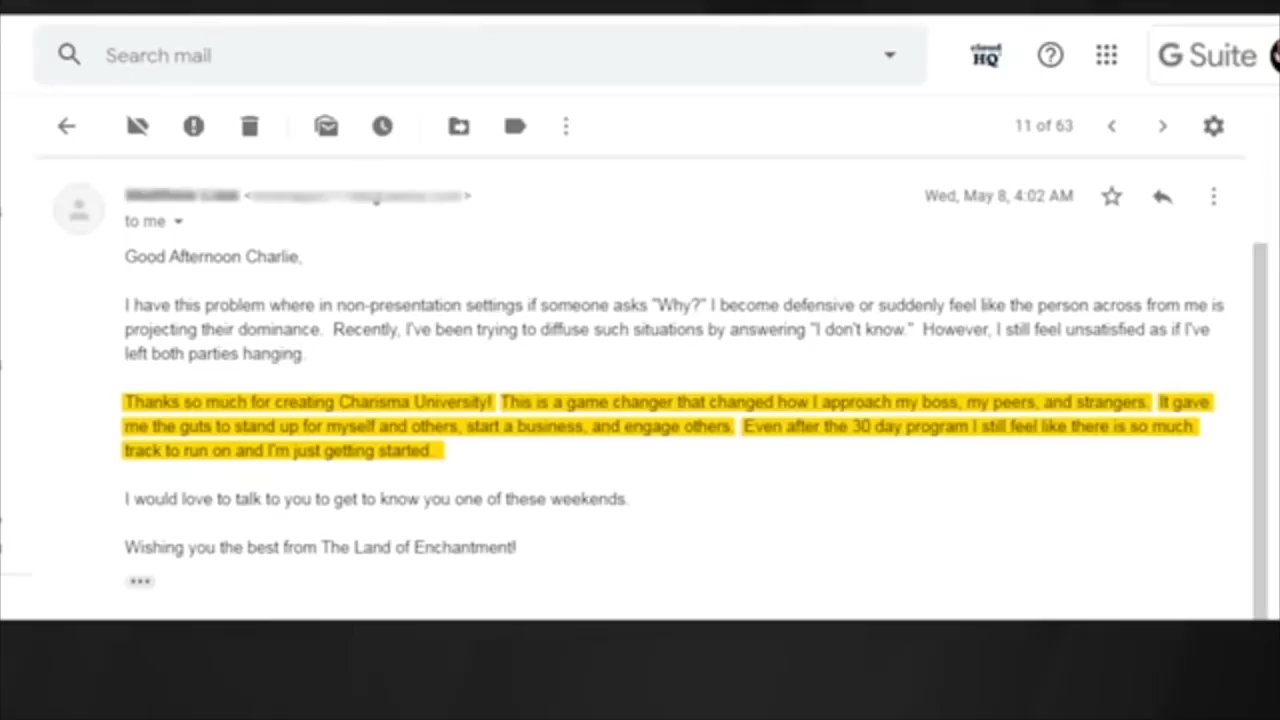 Search mail
cloud
HQ
G Suite
11 of 63
Wed, May 8, 4:02 AM
to me
Good Afternoon Charlie,
I have this problem where in non-presentation settings if someone asks "Why?" I become defensive or suddenly feel like the person across from me is
projecting their dominance. Recently, I've been trying to diffuse such situations by answering "I don't know." However, I still feel unsatisfied as if I've
left both parties hanging.
Thanks so much for creating Charisma University! This is a game changer that changed how I approach my boss, my peers, and strangers. It gave
me the guts to stand up for myself and others, start a business, and engage others. Even after the 30 day program I still feel like there is so much
track to run on and I'm just getting started...
I would love to talk to you to get to know you one of these weekends.
Wishing you the best from The Land of Enchantment!